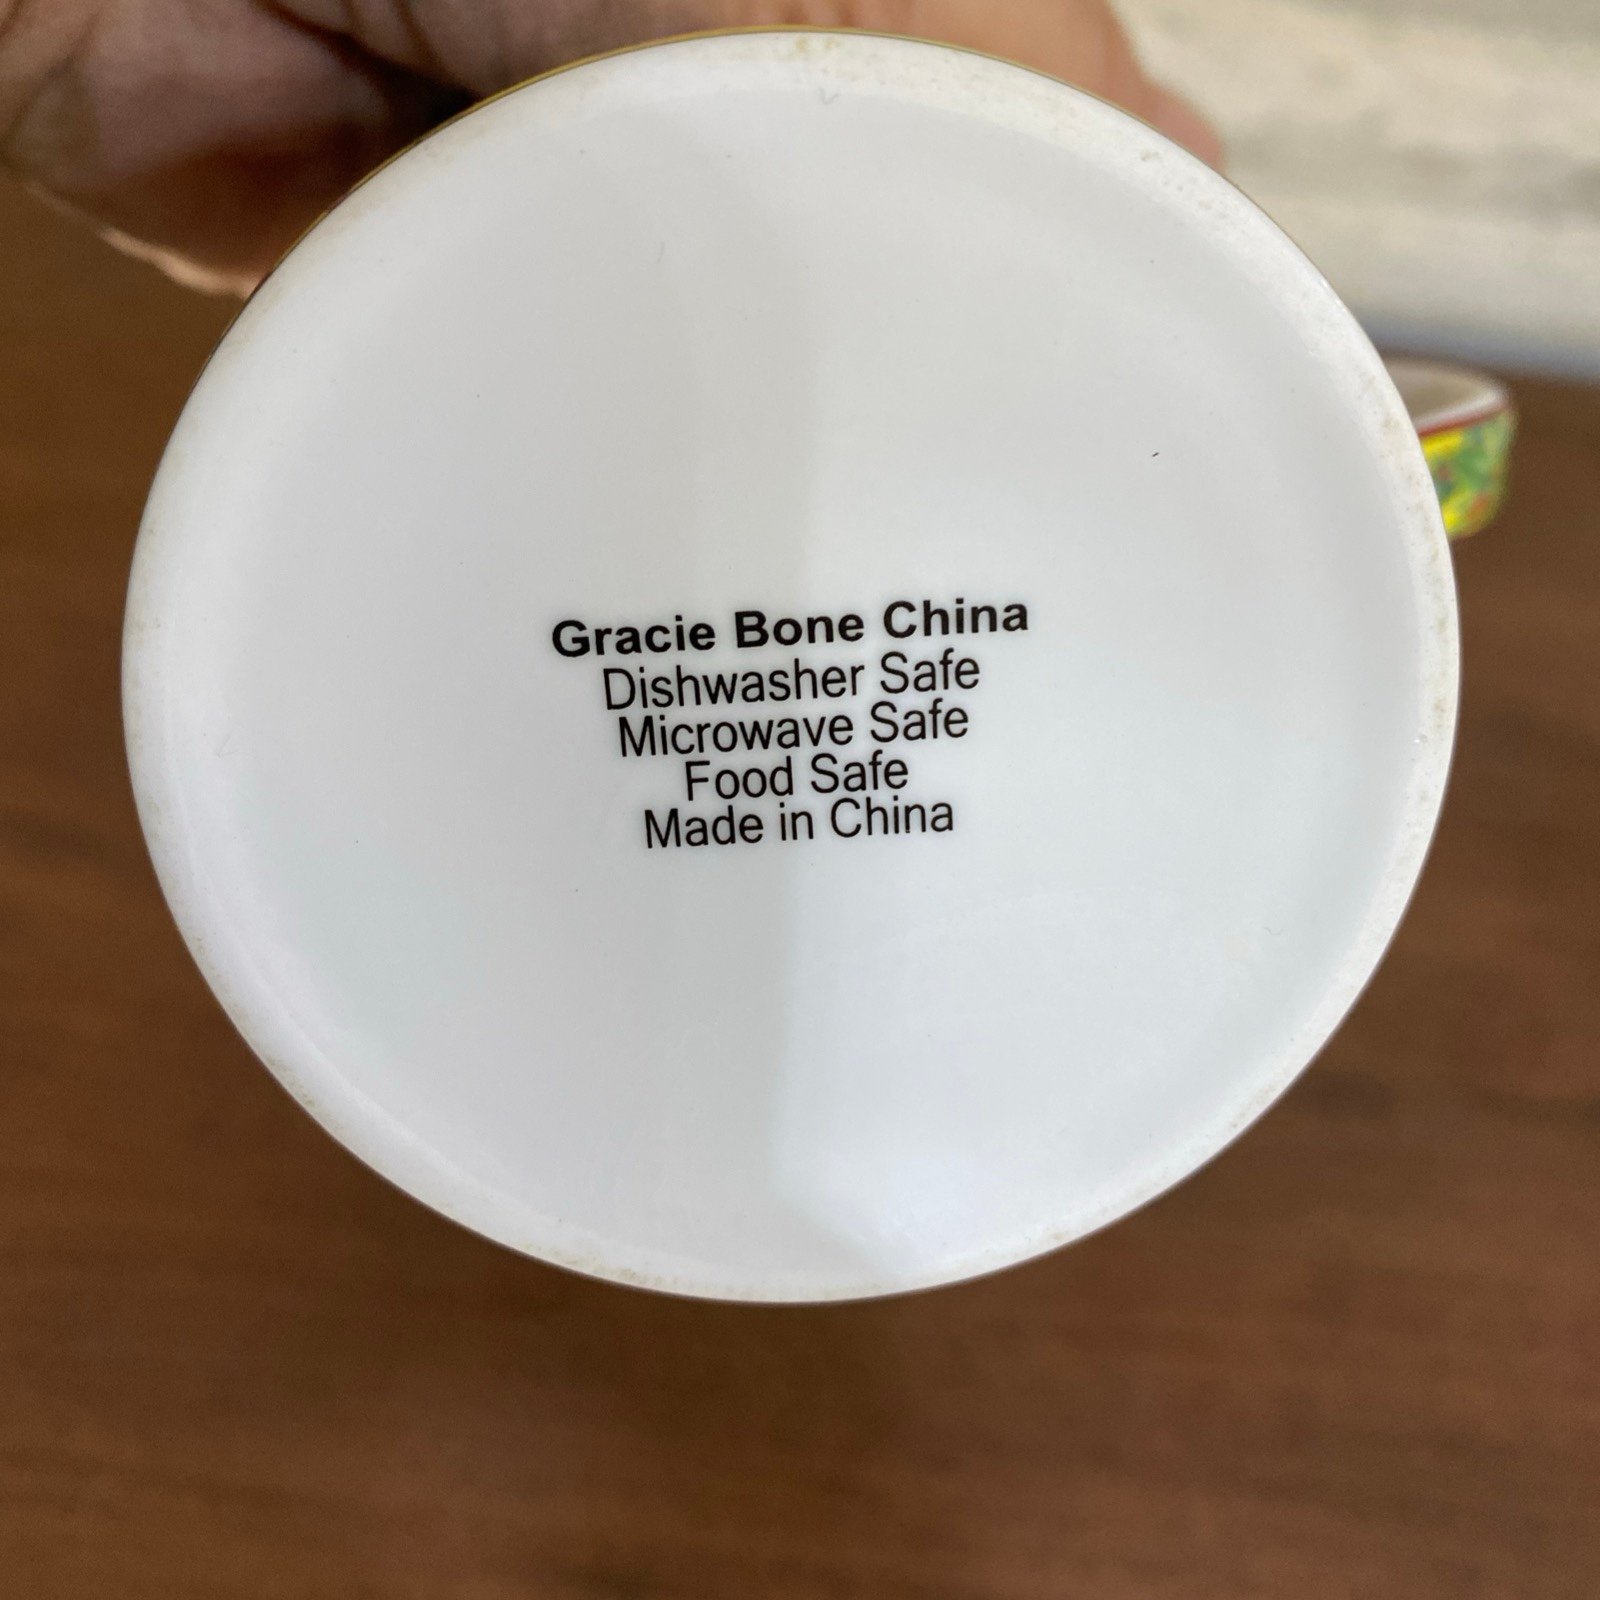 Gracie Bone China
Dishwasher Safe
Microwave Safe
Food Safe
Made in China